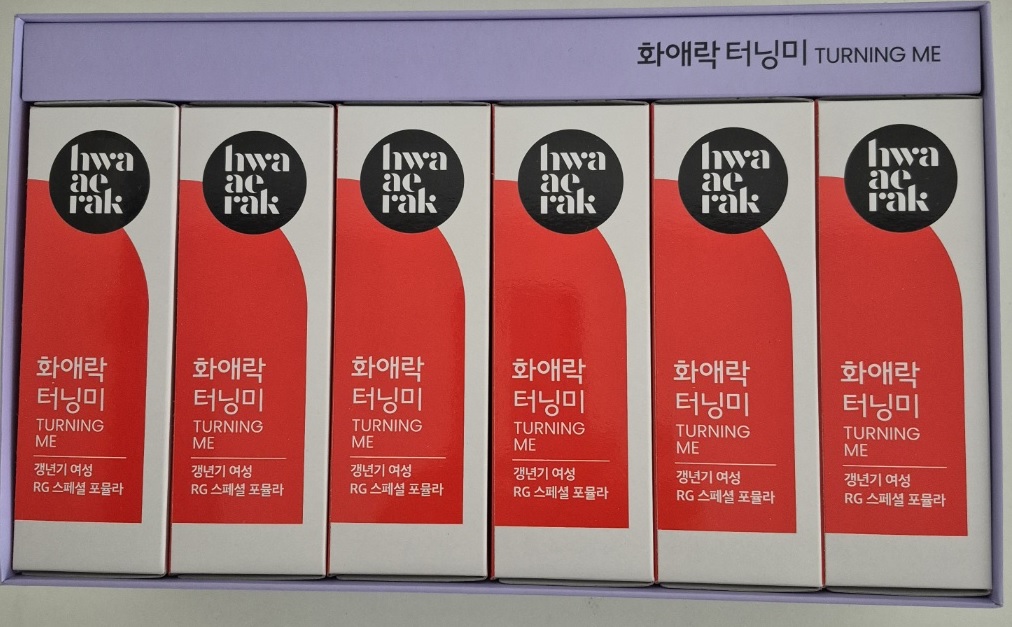 화애락 터닝미 TURNING ME
hwa
ae
rak
화애락
터닝미
TURNING
ME
갱년기 여성
RG 스페셜 포뮬라
hwa
ae
rak
화애락
터닝미
TURNING
ME
갱년기 여성
RG 스페셜 포뮬라
hwa
ae
rak
화애락
터닝미
TURNING
ME
갱년기 여성
RG 스페셜 포뮬라
hwa
ae
rak
화애락
터닝미
TURNING
ME
갱년기 여성
RG 스페셜 포뮬라
hwa
ae
rak
화애락
터닝미
TURNING
ME
갱년기 여성
RG 스페셜 포뮬라
hwa
ae
rak
화애락
터닝미
TURNING
ME
갱년기 여성
RG 스페셜 포뮬라